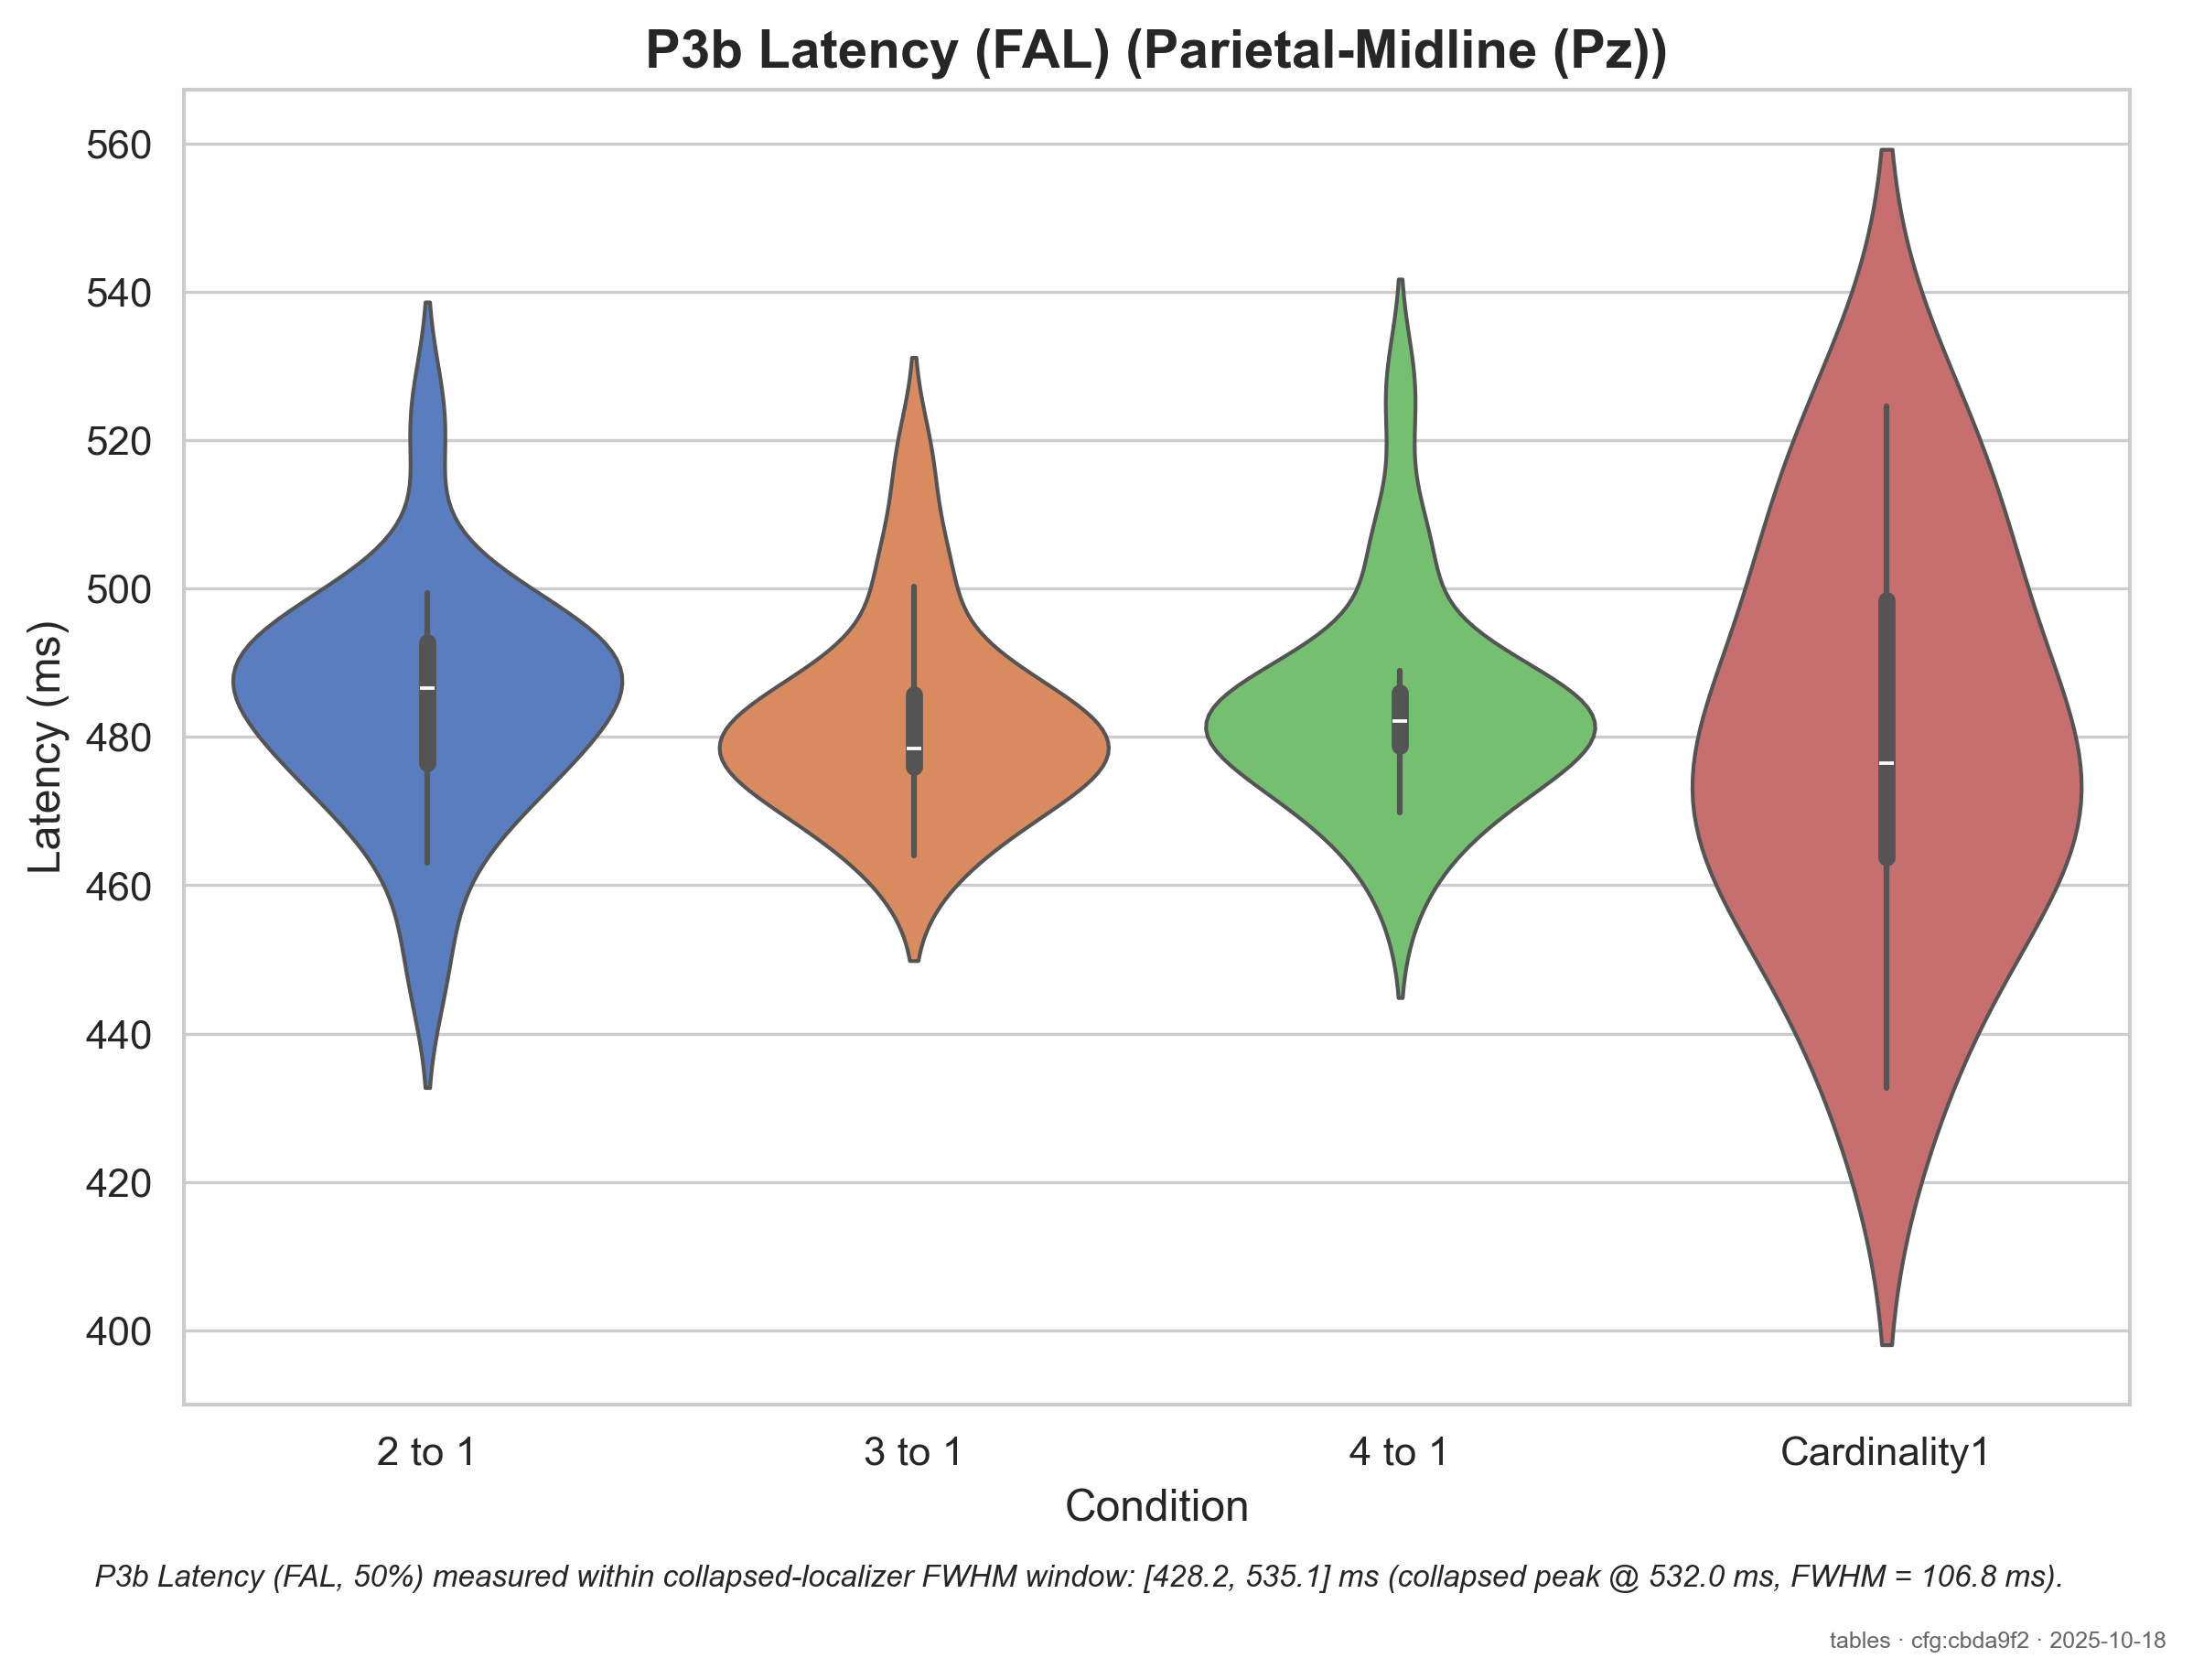 P3b Latency (FAL) (Parietal-Midline (Pz))
Latency (ms)
560
540
520
500
480
460
440
420
400
2 to 1
3 to 1
4 to 1
Cardinality1
Condition
P3b Latency (FAL, 50%) measured within collapsed-localizer FWHM window: [428.2, 535.1] ms (collapsed peak @ 532.0 ms, FWHM = 106.8 ms).
tables · cfg:cbda9f2 · 2025-10-18